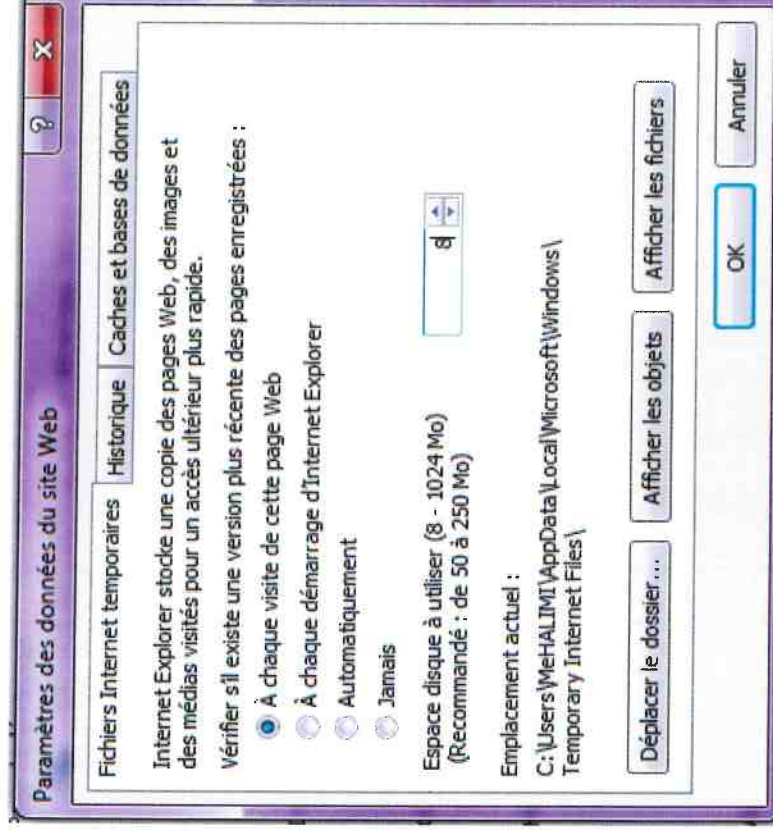 Paramètres des données du site Web
Fichiers Internet temporaires Historique Caches et bases de données
Internet Explorer stocke une copie des pages Web, des images et
des médias visités pour un accès ultérieur plus rapide.
Vérifier s'il existe une version plus récente des pages enregistrées :
À chaque visite de cette page Web
À chaque démarrage d'Internet Explorer
Automatiquement
Jamais
Espace disque à utiliser (8 - 1024 Mo) 8
(Recommandé : de 50 à 250 Mo)
Emplacement actuel :
C:\Users\MeHALIMI\AppData\Local\Microsoft\Windows\
Temporary Internet Files\
Déplacer le dossier... Afficher les objets Afficher les fichiers
OK Annuler